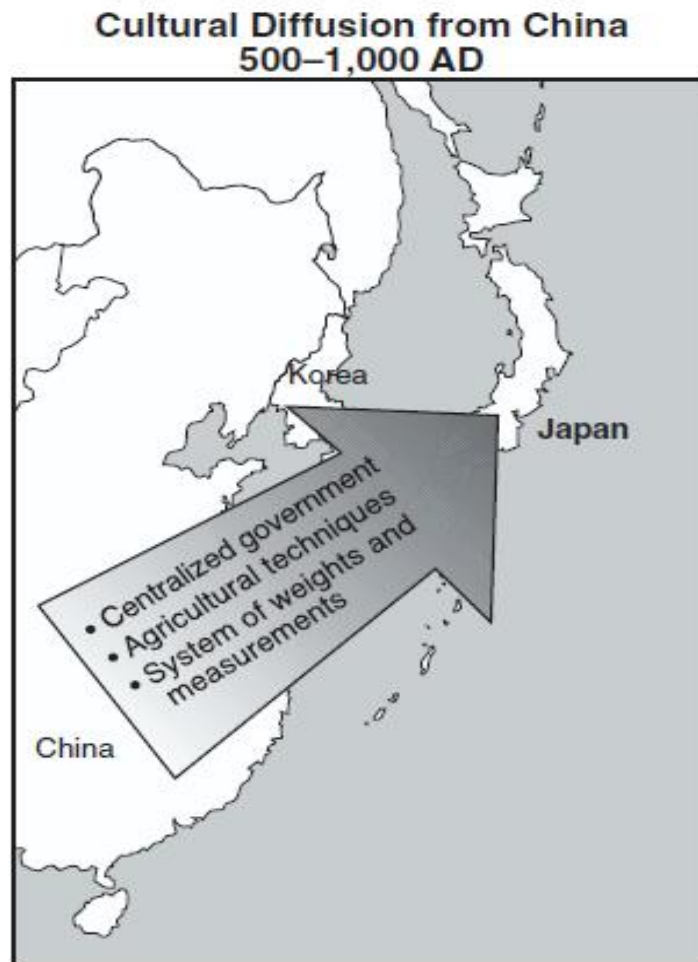 Cultural Diffusion from China
500–1,000 AD
Korea
Japan
• Centralized government
• Agricultural techniques
• System of weights and
measurements
China